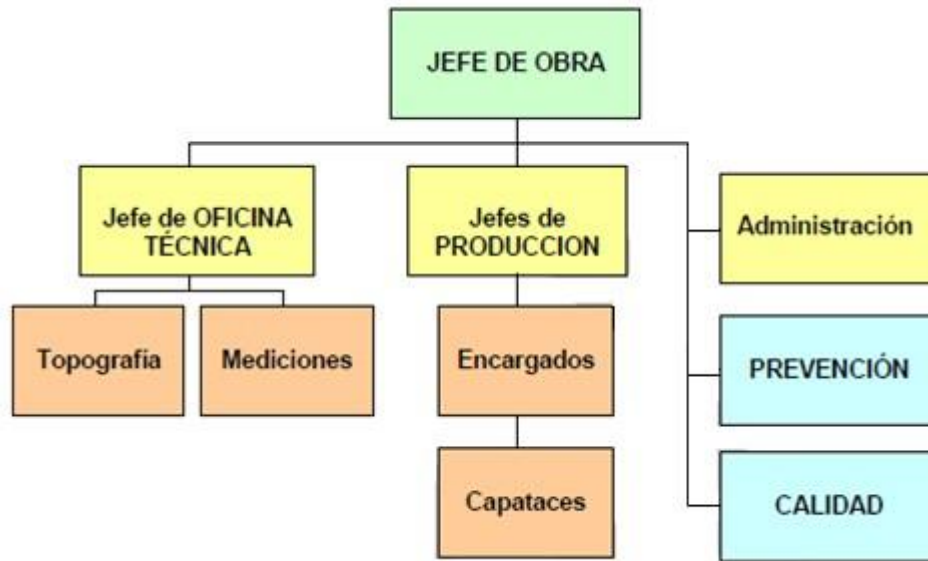 JEFE DE OBRA
Jefe de OFICINA
TÉCNICA
Jefes de
PRODUCCION
Administración
Topografía
Mediciones
Encargados
PREVENCIÓN
Capataces
CALIDAD